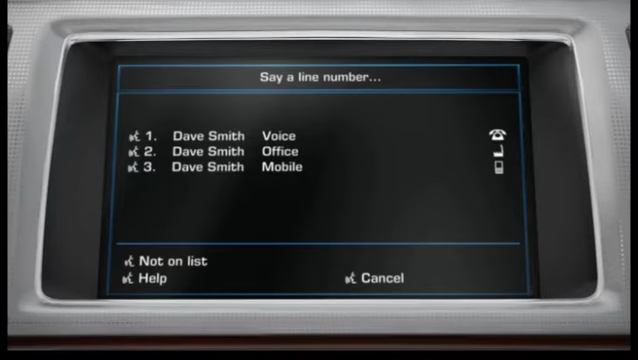 Say a line number...
1. Dave Smith Voice
2. Dave Smith Office
3. Dave Smith Mobile
Not on list
Help Cancel